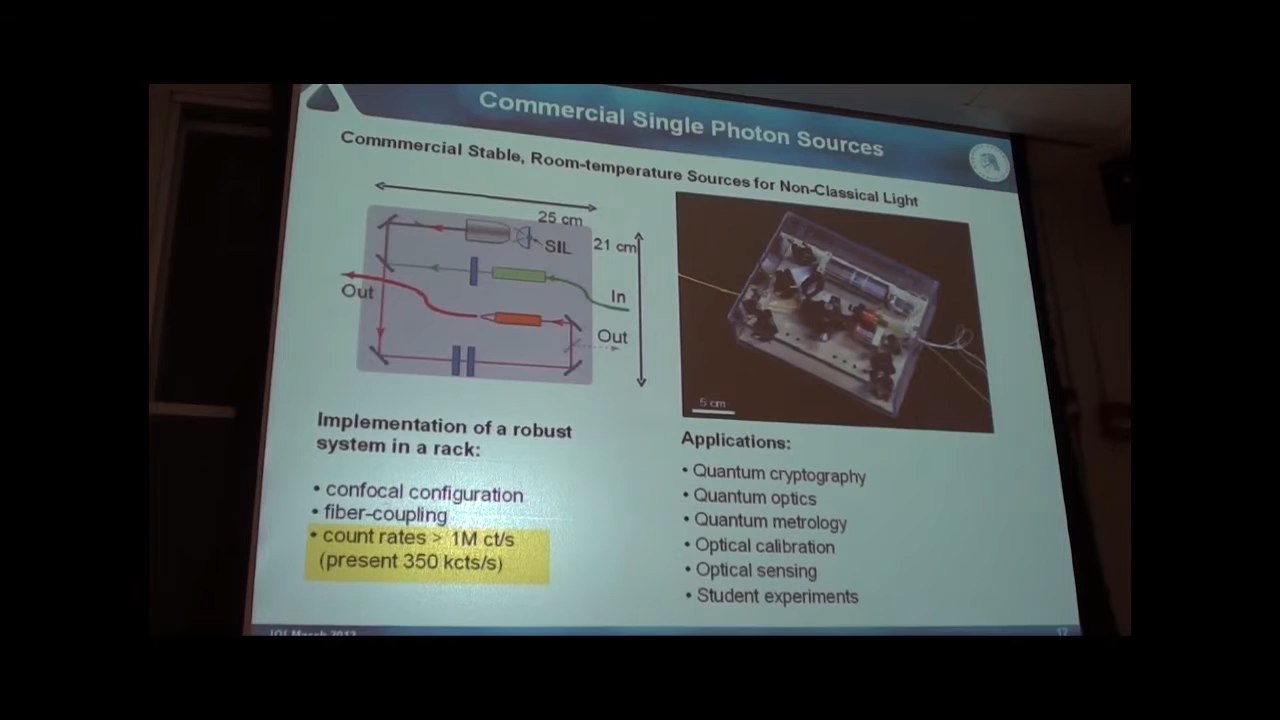 Commercial Single Photon Sources
Commmercial Stable, Room-temperature Sources for Non-Classical Light
25 cm
SIL
21 cm
Out
In
Out
5 cm
Implementation of a robust
system in a rack:
• confocal configuration
• fiber-coupling
• count rates > 1M ct/s
(present 350 kcts/s)
Applications:
• Quantum cryptography
• Quantum optics
• Quantum metrology
• Optical calibration
• Optical sensing
• Student experiments
March